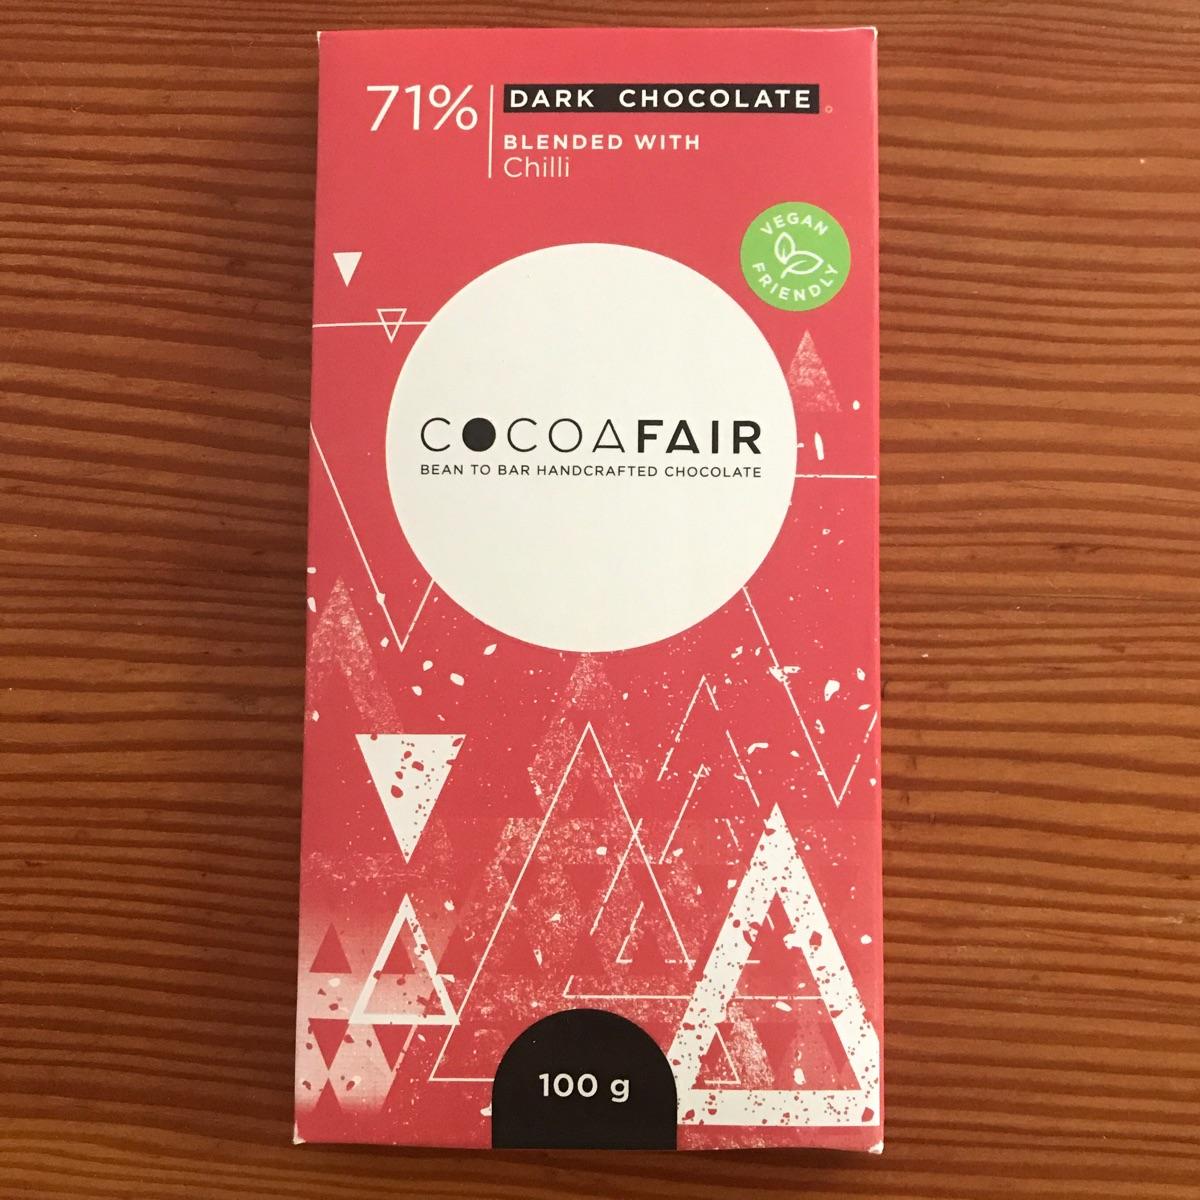 71%
DARK CHOCOLATE
BLENDED WITH
Chilli
VEGAN
FRIENDLY
COCOAFAIR
BEAN TO BAR HANDCRAFTED CHOCOLATE
100 g